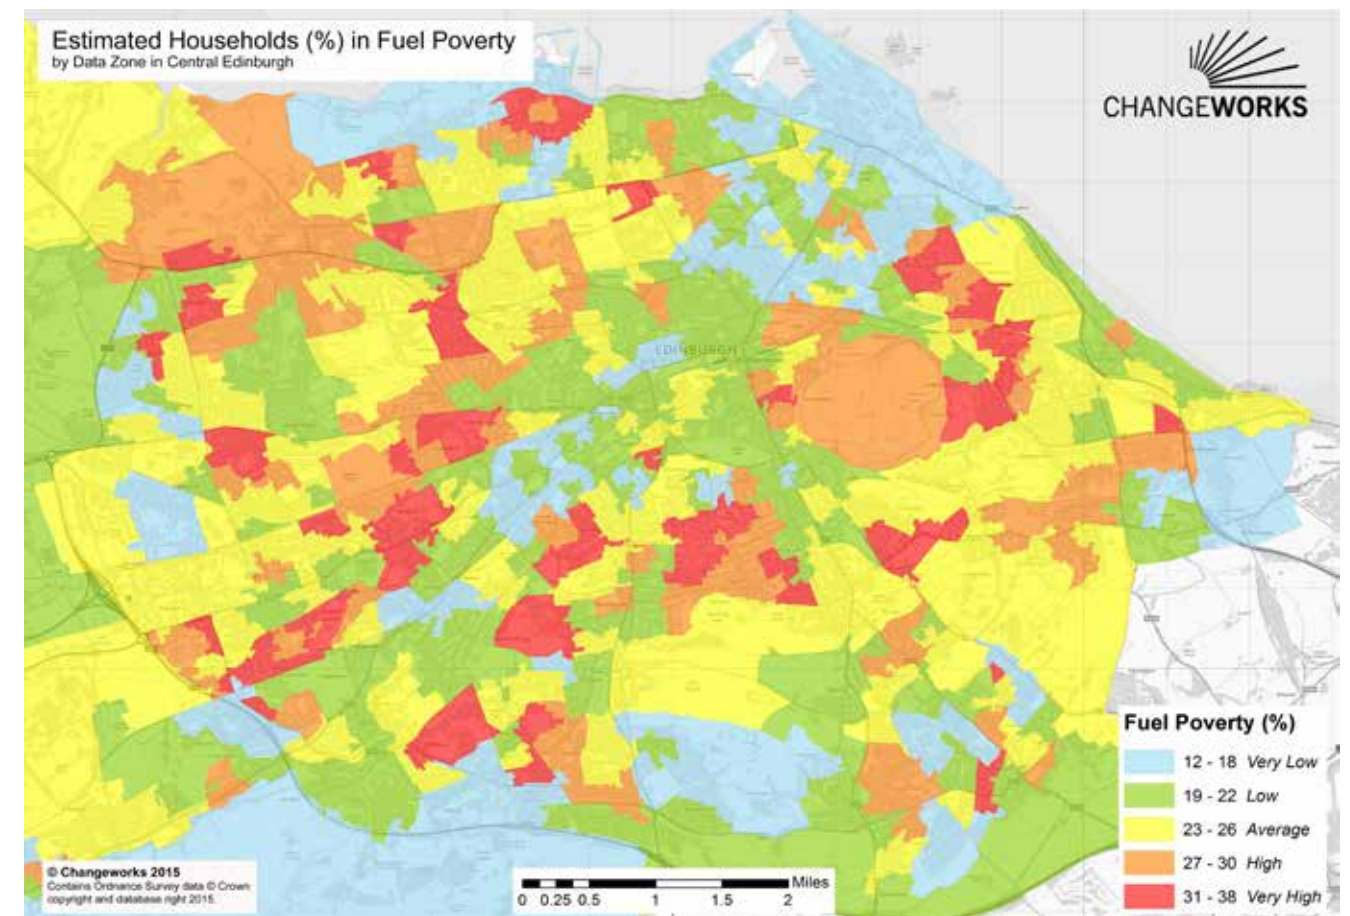 Estimated Households (%) in Fuel Poverty
by Data Zone in Central Edinburgh
CHANGEWORKS
EDINBURGH
Fuel Poverty (%)
12 - 18 Very Low
19 - 22 Low
23 - 26 Average
27 - 30 High
31 - 38 Very High
© Changeworks 2015
Contains Ordnance Survey data © Crown
copyright and database right 2015.
Miles
0 0.25 0.5 1 1.5 2